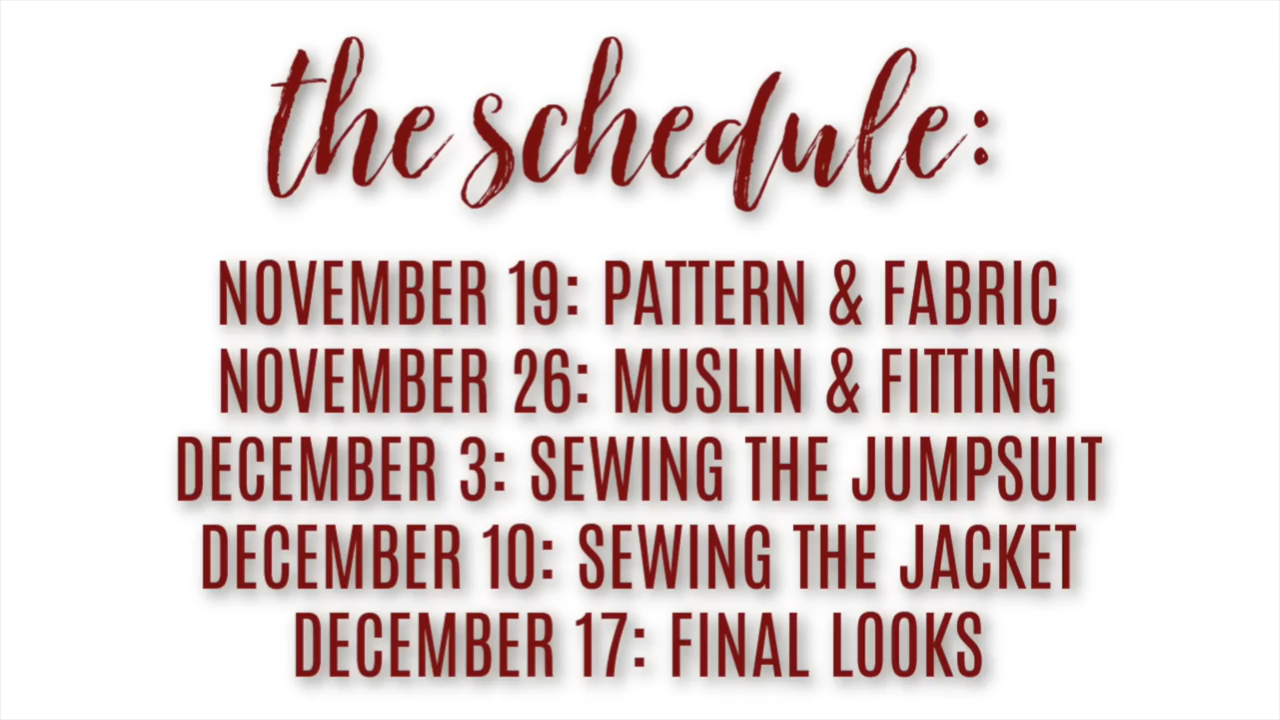 the schedule:
NOVEMBER 19: PATTERN & FABRIC
NOVEMBER 26: MUSLIN & FITTING
DECEMBER 3: SEWING THE JUMPSUIT
DECEMBER 10: SEWING THE JACKET
DECEMBER 17: FINAL LOOKS